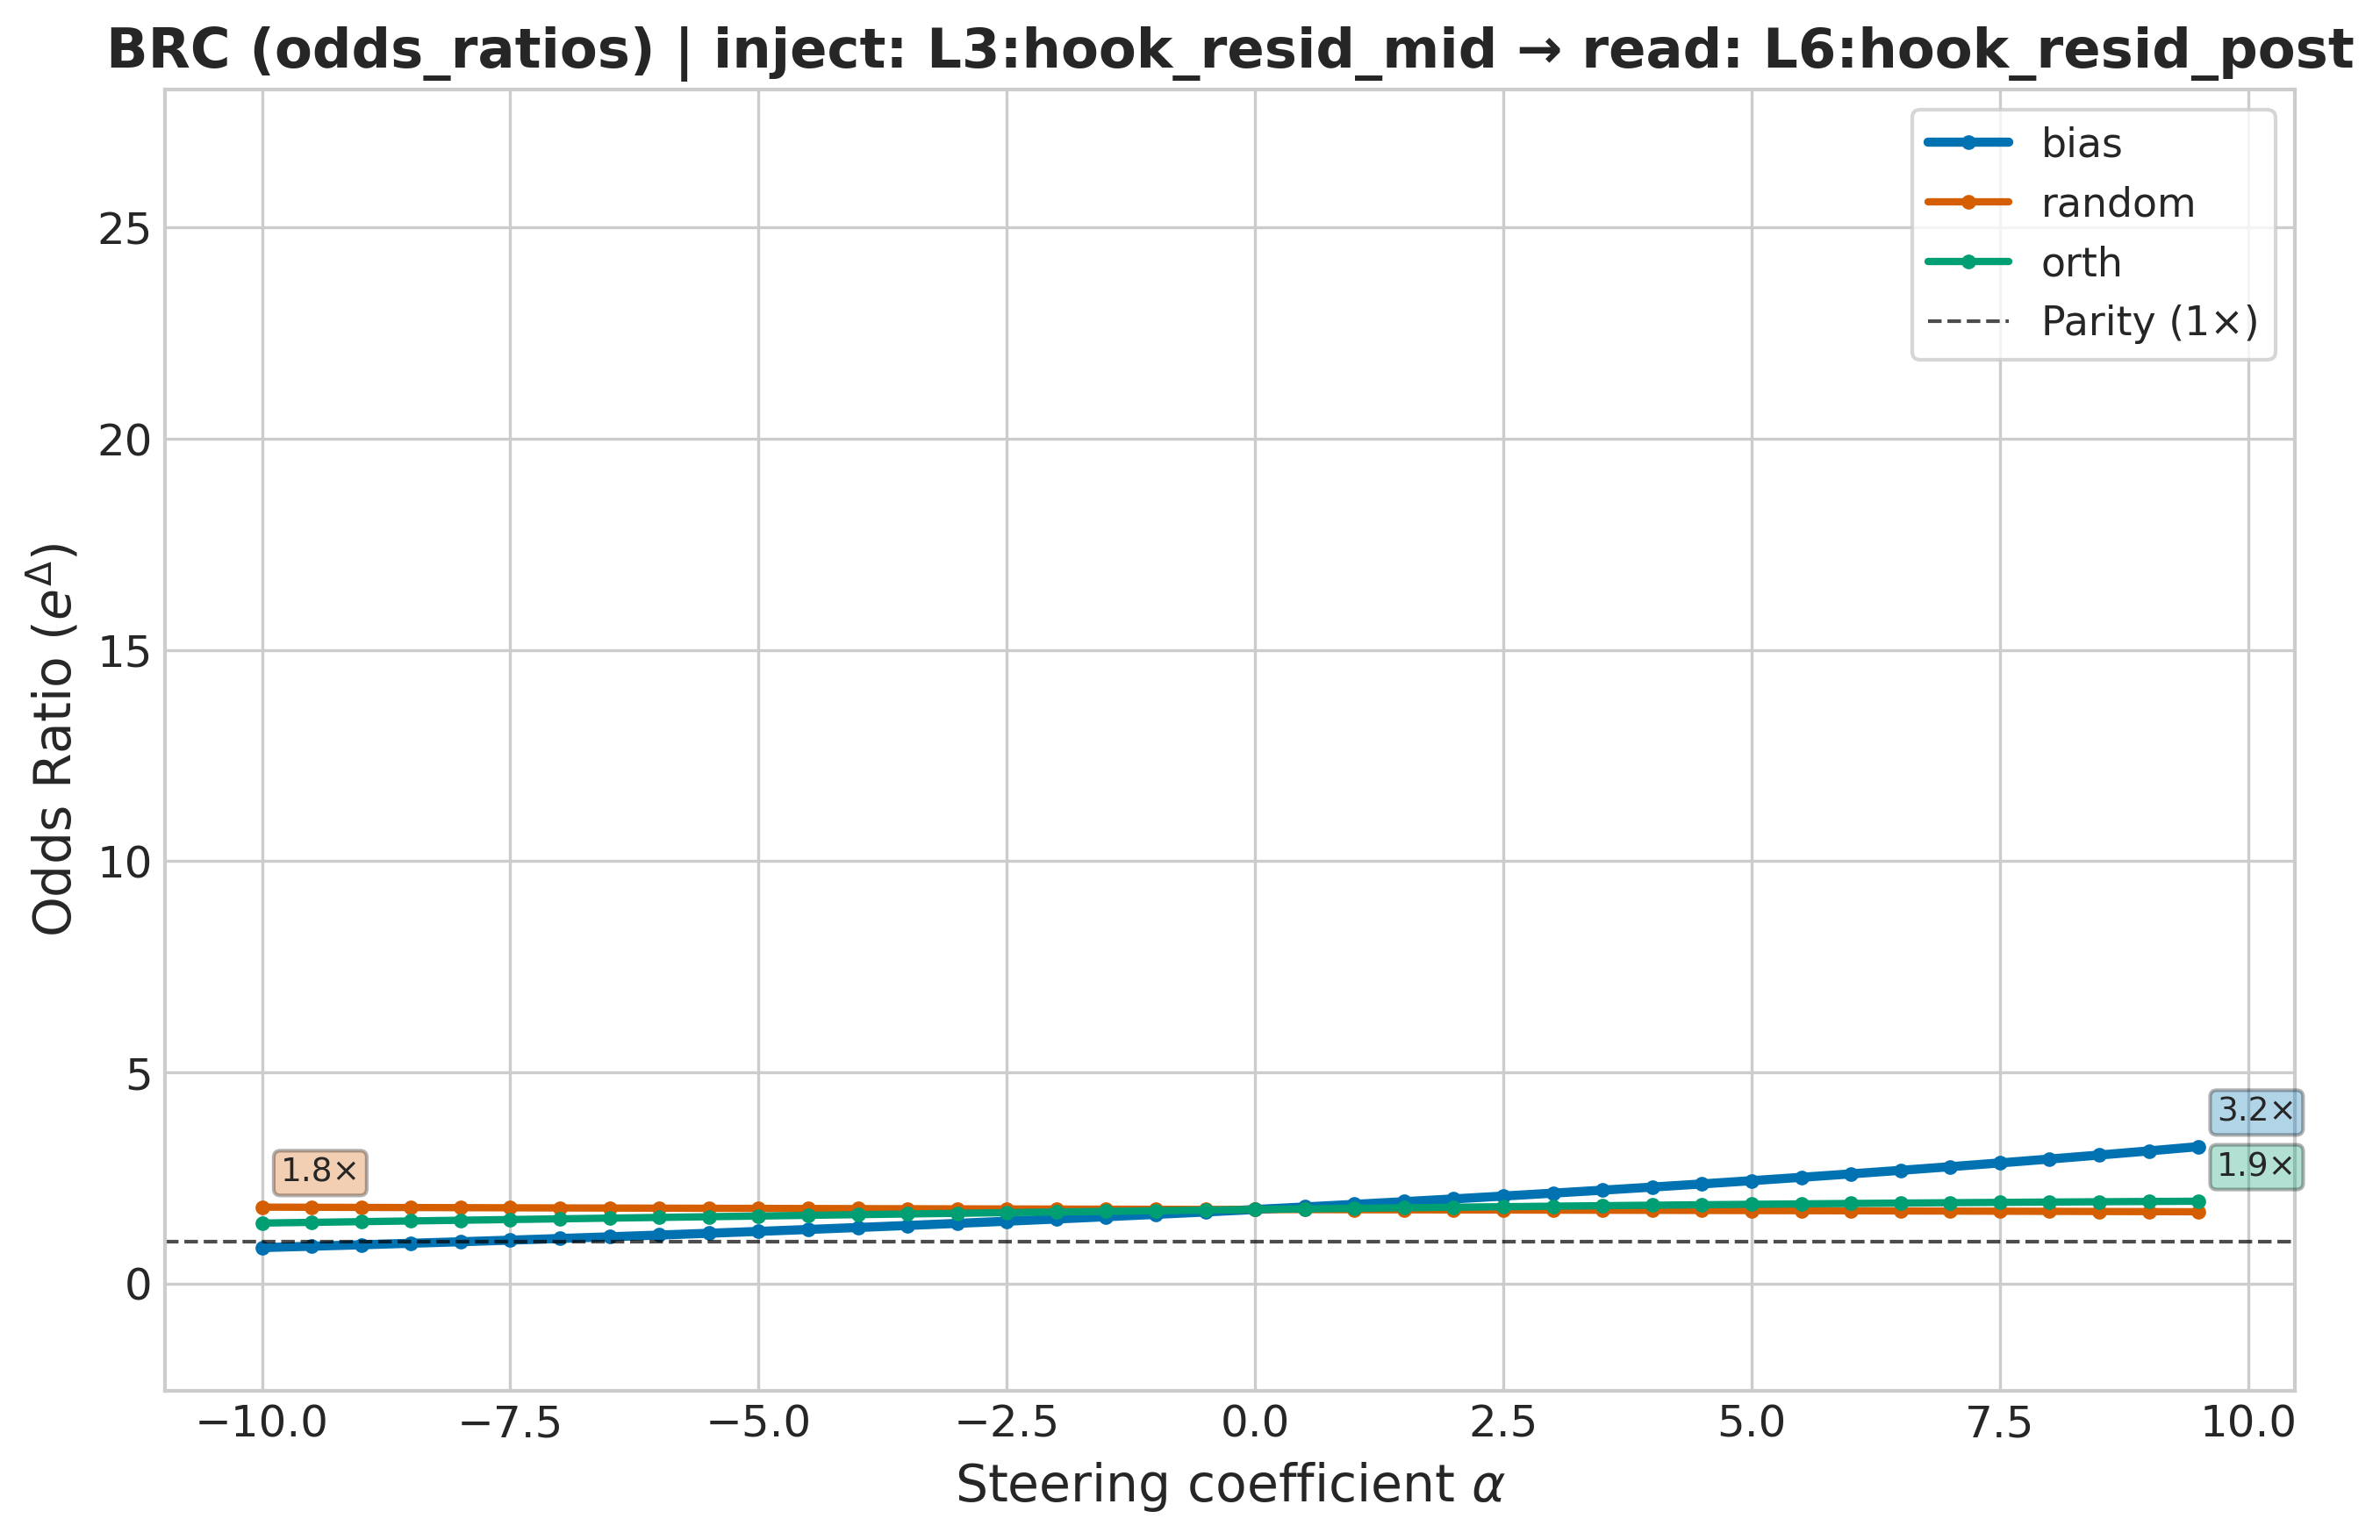 BRC (odds_ratios) | inject: L3:hook_resid_mid → read: L6:hook_resid_post
bias
random
orth
Parity (1×)
Odds Ratio (e^Δ)
25
20
15
10
5
0
1.8×
3.2×
1.9×
−10.0 −7.5 −5.0 −2.5 0.0 2.5 5.0 7.5 10.0
Steering coefficient α